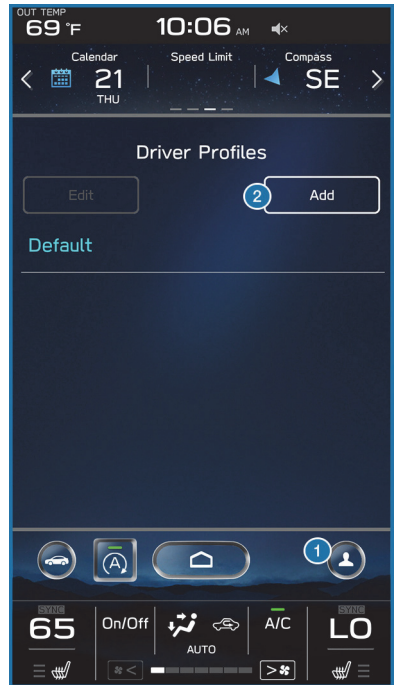 OUT TEMP
69 °F 10:06 AM
Calendar Speed Limit Compass
< 21 SE >
THU
Driver Profiles
Edit 2 Add
Default
1
A
SYNC SYNC
65 On/Off A/C LO
AUTO
< >